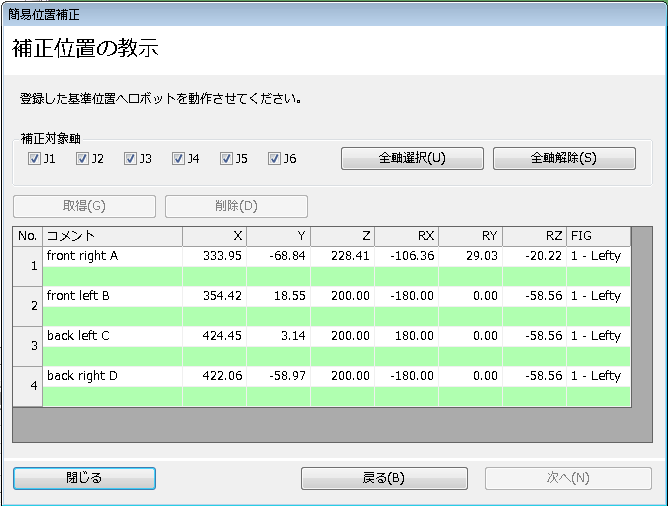 簡易位置補正
補正位置の教示
登録した基準位置へロボットを動作させてください。
補正対象軸
J1 J2 J3 J4 J5 J6 全軸選択(U) 全軸解除(S)
取得(G) 削除(D)
No. コメント X Y Z RX RY RZ FIG
1 front right A 333.95 -68.84 228.41 -106.36 29.03 -20.22 1 - Lefty
2 front left B 354.42 18.55 200.00 -180.00 0.00 -58.56 1 - Lefty
3 back left C 424.45 3.14 200.00 180.00 0.00 -58.56 1 - Lefty
4 back right D 422.06 -58.97 200.00 -180.00 0.00 -58.56 1 - Lefty
閉じる 戻る(B) 次へ(N)